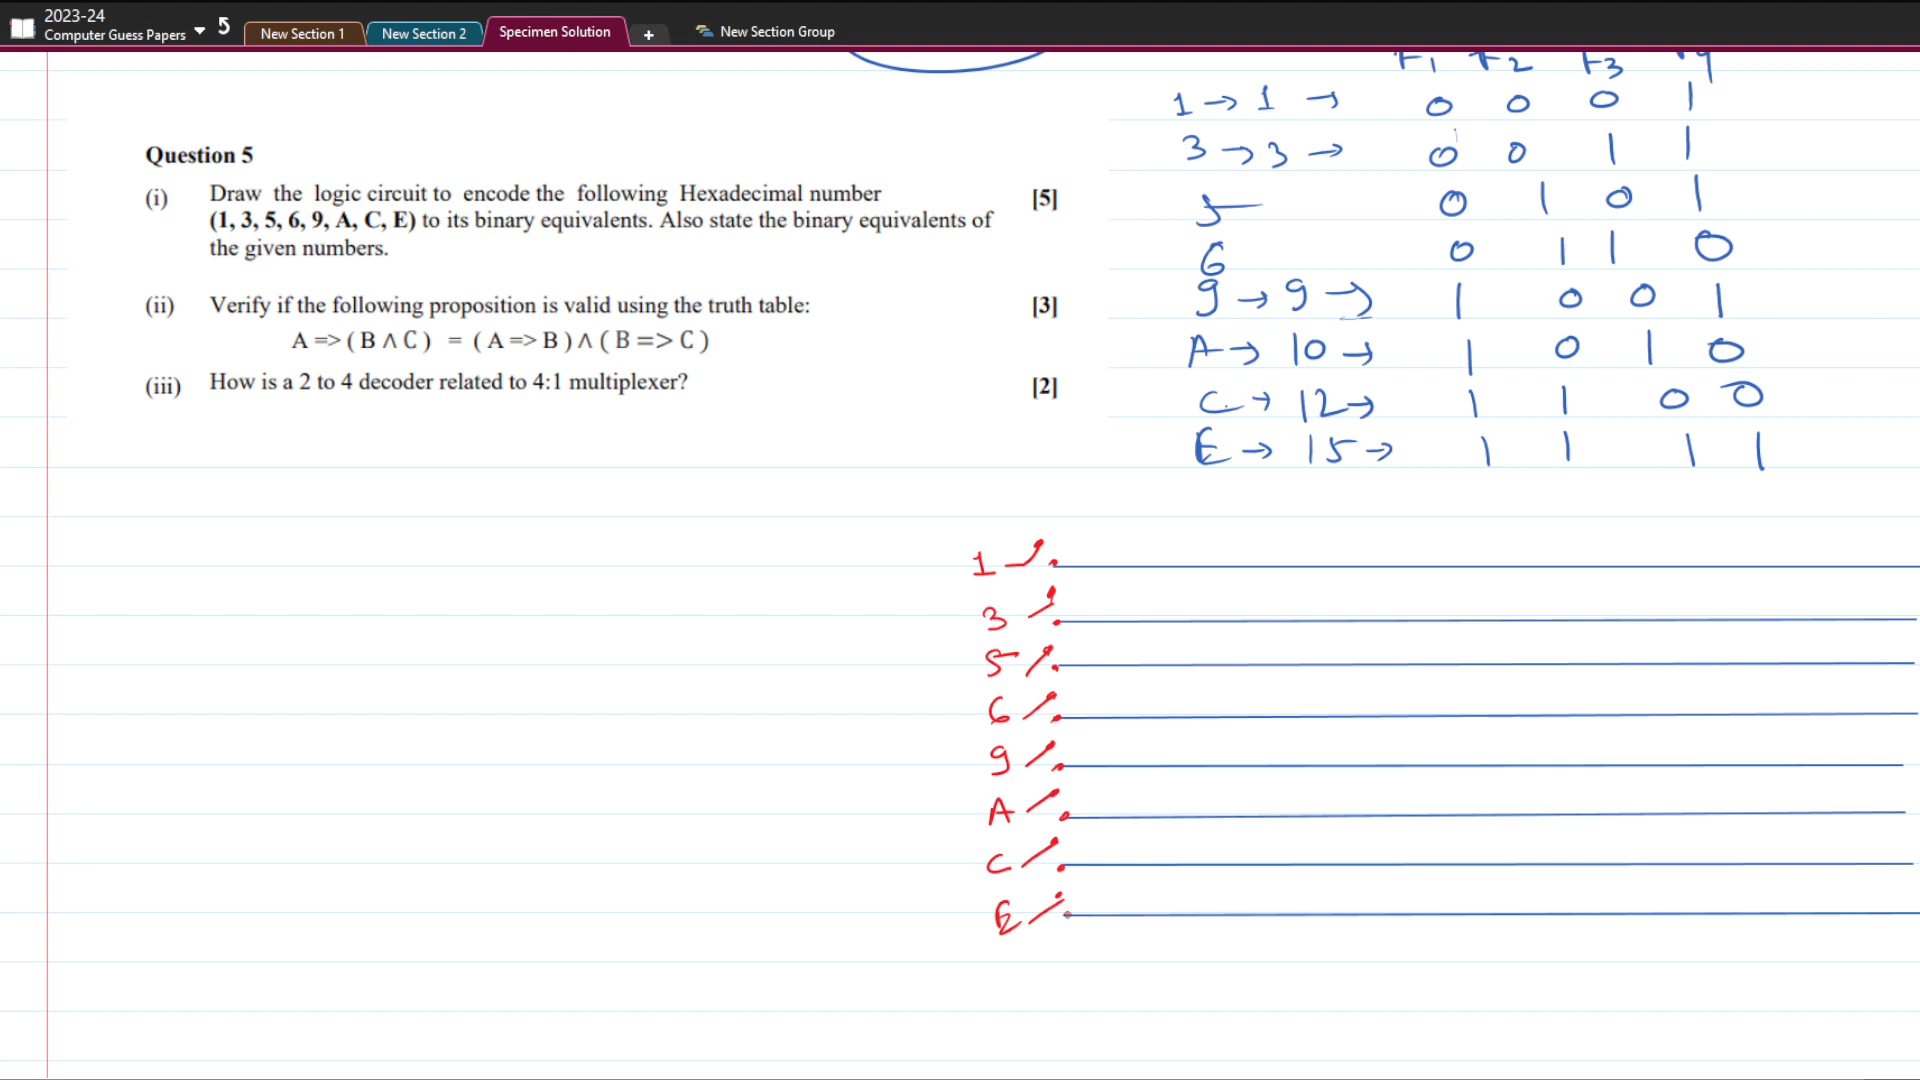 2023-24
Computer Guess Papers
New Section 1
New Section 2
Specimen Solution
+
New Section Group
Question 5
(i) Draw the logic circuit to encode the following Hexadecimal number [5]
(1, 3, 5, 6, 9, A, C, E) to its binary equivalents. Also state the binary equivalents of
the given numbers.
(ii) Verify if the following proposition is valid using the truth table: [3]
A => ( B ∧ C ) = ( A => B ) ∧ ( B => C )
(iii) How is a 2 to 4 decoder related to 4:1 multiplexer? [2]
F1 F2 F3 F4
1 → 1 → 0 0 0 1
3 → 3 → 0 0 1 1
5 0 1 0 1
6 0 1 1 0
9 → 9 → 1 0 0 1
A → 10 → 1 0 1 0
C → 12 → 1 1 0 0
E → 15 → 1 1 1 1
1
3
5
6
9
A
C
E